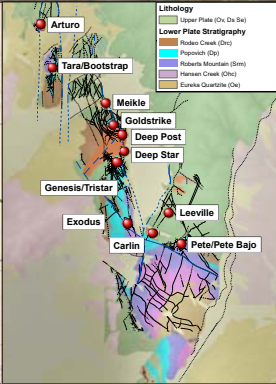 Lithology
Upper Plate (Ov, Ds Se)
Lower Plate Stratigraphy
Rodeo Creek (Drc)
Popovich (Dp)
Roberts Mountain (Srm)
Hansen Creek (Ohc)
Eureka Quartzite (Oe)
Arturo
Tara/Bootstrap
Meikle
Goldstrike
Deep Post
Deep Star
Genesis/Tristar
Leeville
Exodus
Carlin
Pete/Pete Bajo